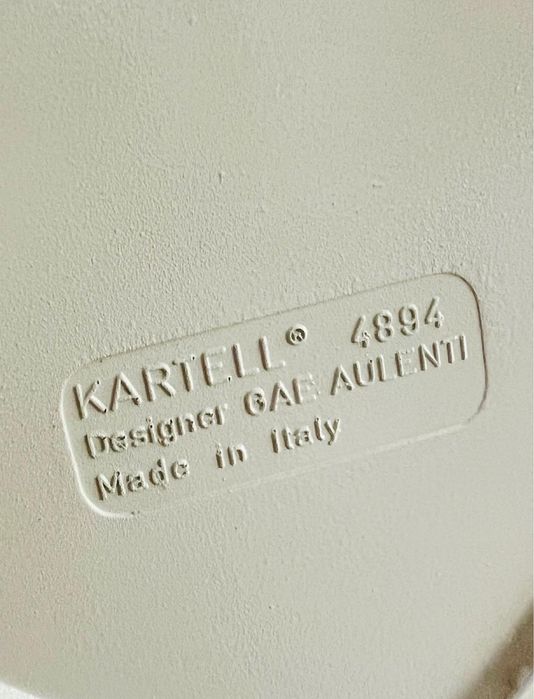 KARTELL® 4894
Designer GAE AULENTI
Made in Italy